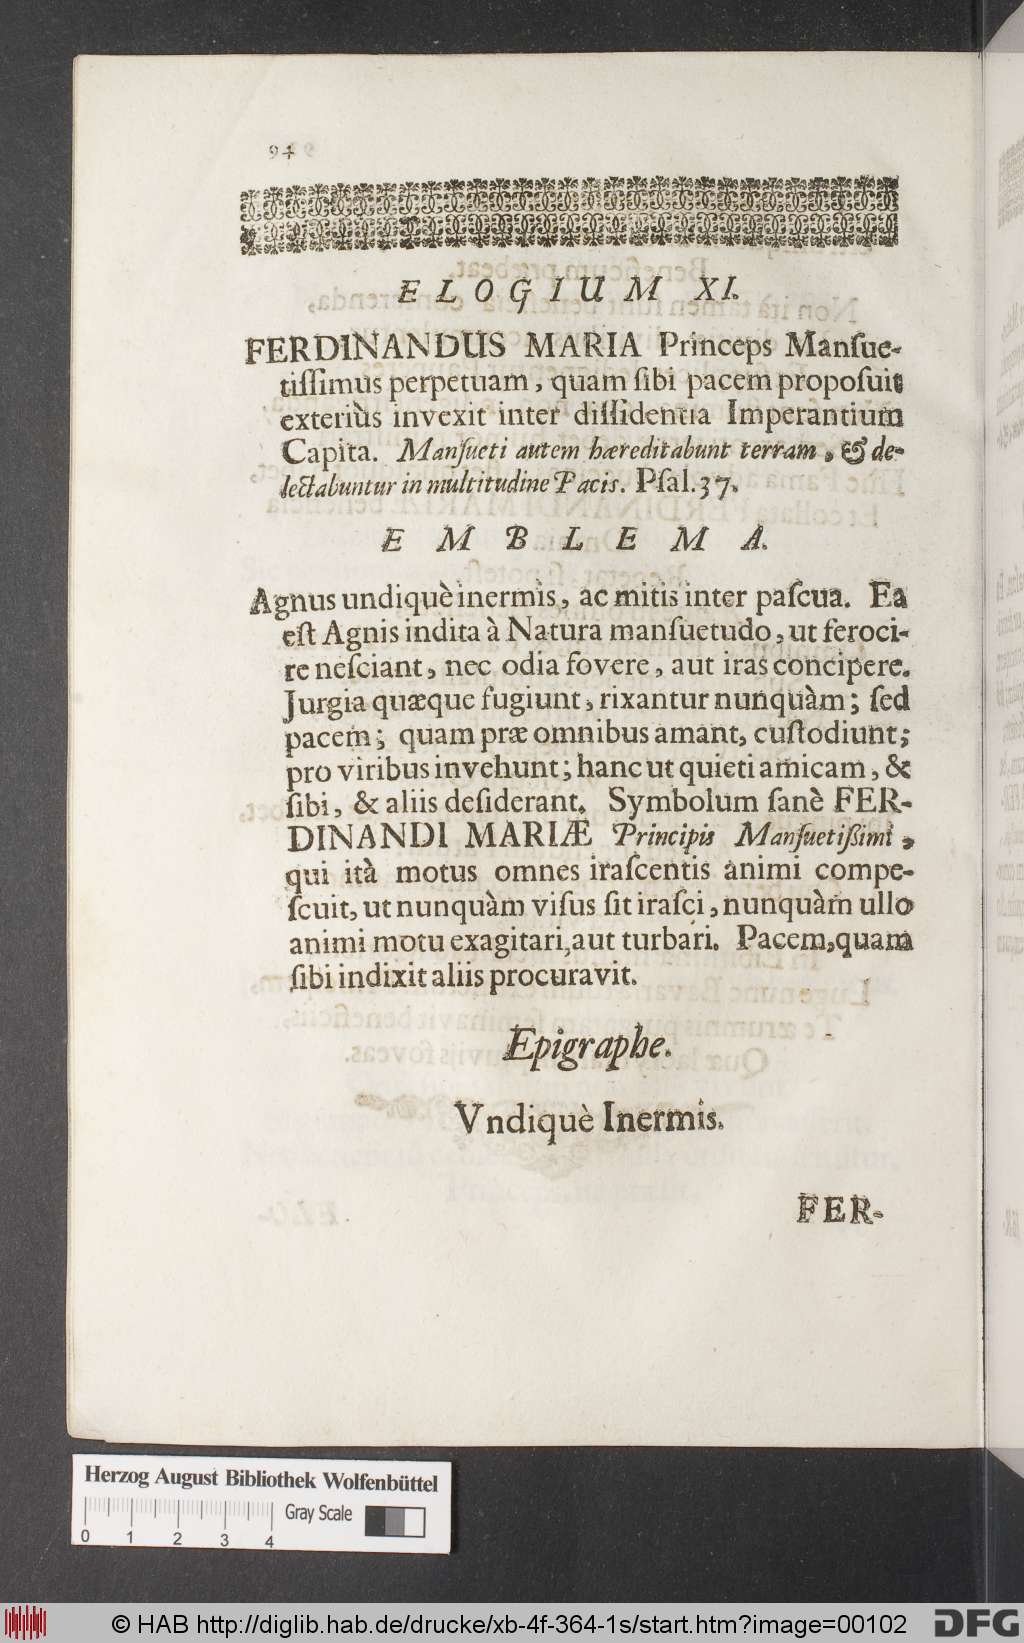 94
ELOGIUM XI.
FERDINANDUS MARIA Princeps Manſue-
tiſſimus perpetuam, quam ſibi pacem propoſuit
exteriùs invexit inter diſſidentia Imperantium
Capita. Manſueti autem hæreditabunt terram, & de-
lectabuntur in multitudine Pacis. Pſal. 37.
EMBLEMA.
Agnus undiquè inermis, ac mitis inter paſcua. Ea
eſt Agnis indita à Natura manſuetudo, ut feroci-
re neſciant, nec odia fovere, aut iras concipere.
Jurgia quæque fugiunt, rixantur nunquàm; ſed
pacem; quam præ omnibus amant, cuſtodiunt;
pro viribus invehunt; hanc ut quieti amicam, &
ſibi, & aliis deſiderant. Symbolum ſanè FER-
DINANDI MARIÆ Principis Manſuetißimi,
qui ità motus omnes iraſcentis animi compe-
ſcuit, ut nunquàm viſus ſit iraſci, nunquàm ullo
animi motu exagitari, aut turbari. Pacem, quam
ſibi indixit aliis procuravit.
Epigraphe.
Vndiquè Inermis.
FER-
Herzog August Bibliothek Wolfenbüttel
Gray Scale
0 1 2 3 4
© HAB http://diglib.hab.de/drucke/xb-4f-364-1s/start.htm?image=00102
DFG